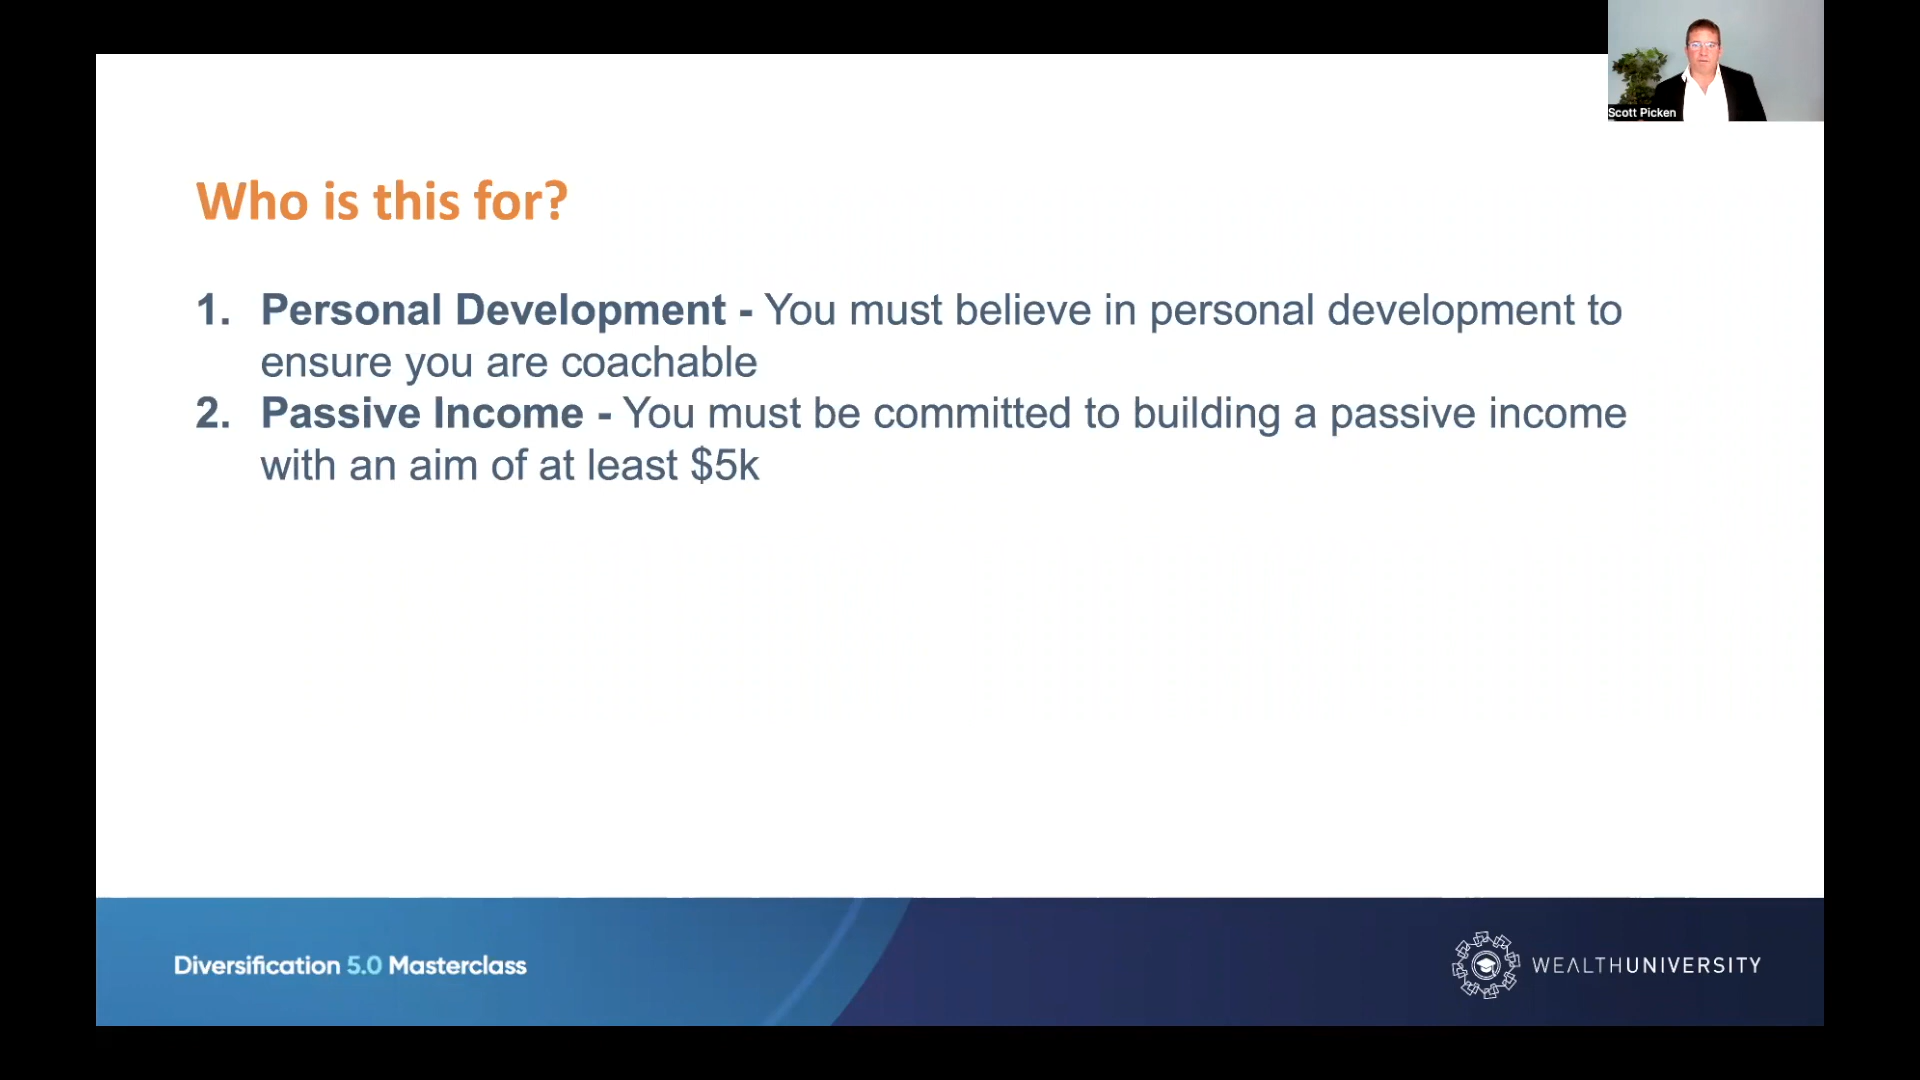 Scott Picken
Who is this for?
1. Personal Development - You must believe in personal development to
ensure you are coachable
2. Passive Income - You must be committed to building a passive income
with an aim of at least $5k
Diversification 5.0 Masterclass
WEALTHUNIVERSITY